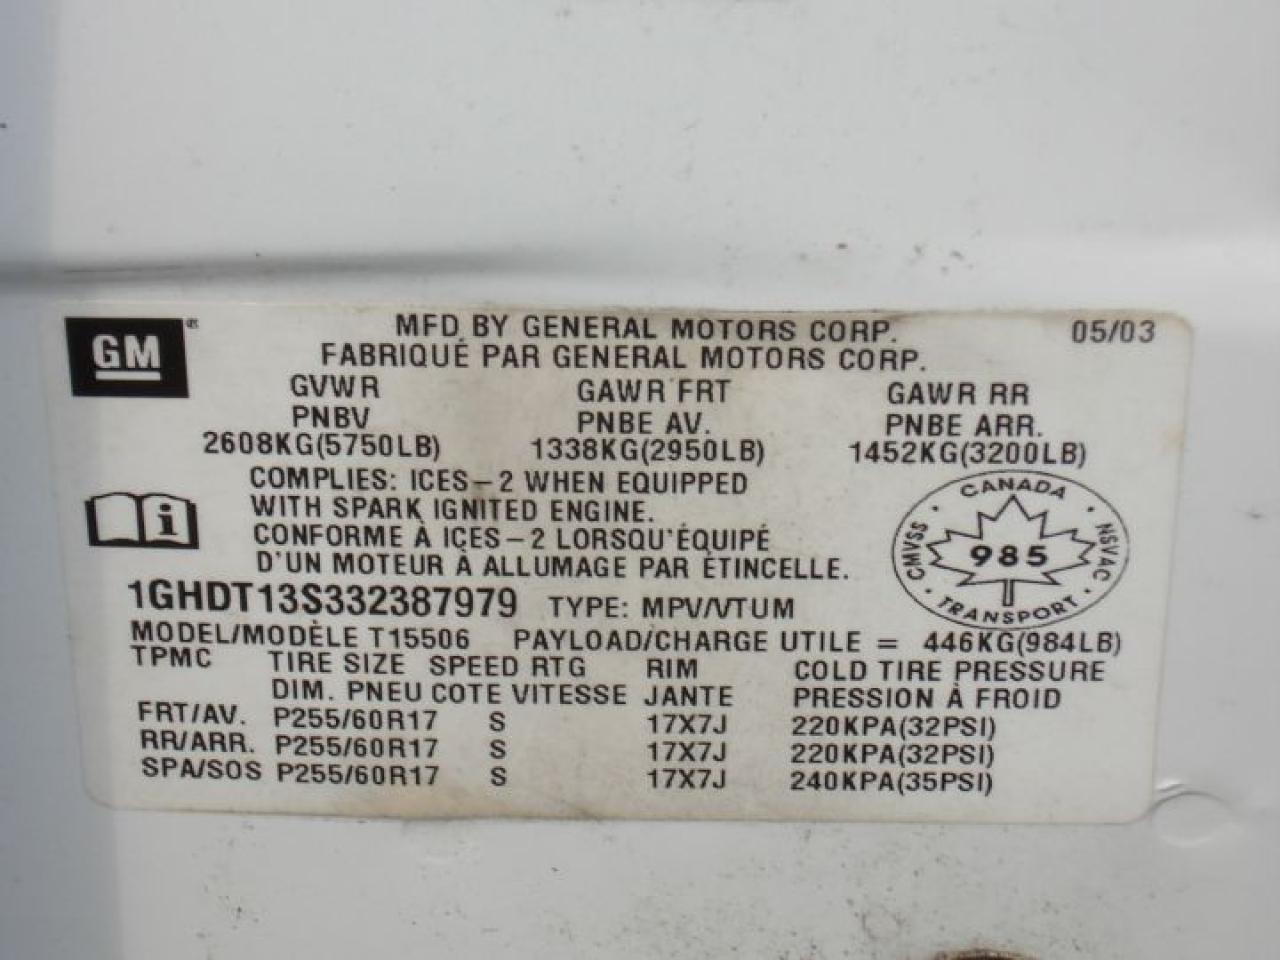 GM ®
MFD. BY GENERAL MOTORS CORP. 05/03
FABRIQUÉ PAR GENERAL MOTORS CORP.
GVWR GAWR FRT GAWR RR
PNBV PNBE AV. PNBE ARR.
2608KG(5750LB) 1338KG(2950LB) 1452KG(3200LB)
COMPLIES: ICES-2 WHEN EQUIPPED
WITH SPARK IGNITED ENGINE.
CONFORME À ICES-2 LORSQU'ÉQUIPÉ
D'UN MOTEUR À ALLUMAGE PAR ÉTINCELLE.
CANADA
CMVSS 985 NSVAC
TRANSPORT
1GHDT13S332387979 TYPE: MPV/VTUM
MODEL/MODÈLE T15506 PAYLOAD/CHARGE UTILE = 446KG(984LB)
TPMC TIRE SIZE SPEED RTG RIM COLD TIRE PRESSURE
DIM. PNEU COTE VITESSE JANTE PRESSION À FROID
FRT/AV. P255/60R17 S 17X7J 220KPA(32PSI)
RR/ARR. P255/60R17 S 17X7J 220KPA(32PSI)
SPA/SOS P255/60R17 S 17X7J 240KPA(35PSI)